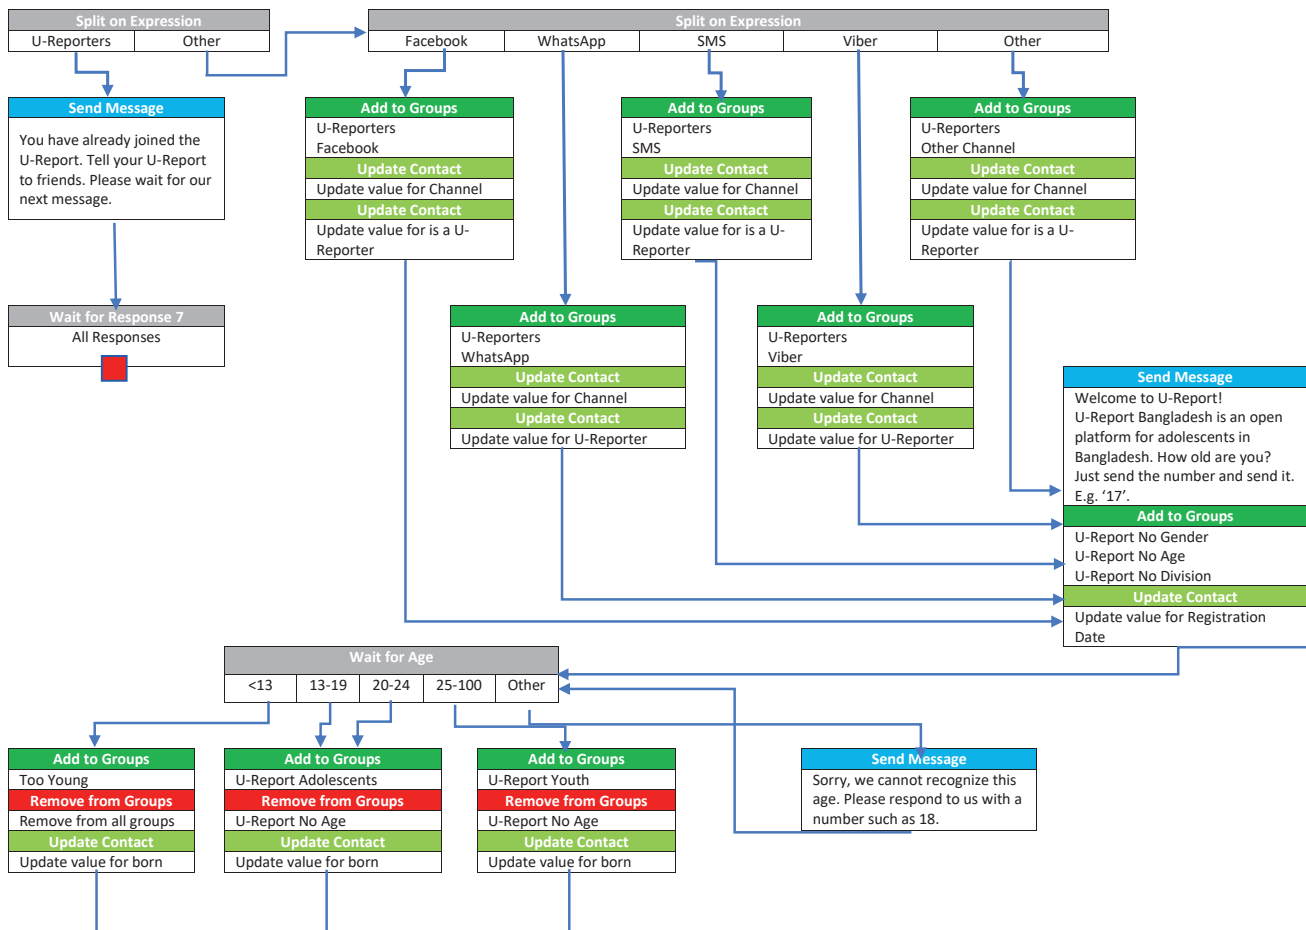 Split on Expression
U-Reporters
Other
Split on Expression
Facebook
WhatsApp
SMS
Viber
Other
Send Message
You have already joined the
U-Report. Tell your U-Report
to friends. Please wait for our
next message.
Add to Groups
U-Reporters
Facebook
Update Contact
Update value for Channel
Update Contact
Update value for is a U-
Reporter
Add to Groups
U-Reporters
SMS
Update Contact
Update value for Channel
Update Contact
Update value for is a U-
Reporter
Add to Groups
U-Reporters
Other Channel
Update Contact
Update value for Channel
Update Contact
Update value for is a U-
Reporter
Wait for Response 7
All Responses
Add to Groups
U-Reporters
WhatsApp
Update Contact
Update value for Channel
Update Contact
Update value for U-Reporter
Add to Groups
U-Reporters
Viber
Update Contact
Update value for Channel
Update Contact
Update value for U-Reporter
Send Message
Welcome to U-Report!
U-Report Bangladesh is an open
platform for adolescents in
Bangladesh. How old are you?
Just send the number and send it.
E.g. ‘17’.
Add to Groups
U-Report No Gender
U-Report No Age
U-Report No Division
Update Contact
Update value for Registration
Date
Wait for Age
<13
13-19
20-24
25-100
Other
Add to Groups
Too Young
Remove from Groups
Remove from all groups
Update Contact
Update value for born
Add to Groups
U-Report Adolescents
Remove from Groups
U-Report No Age
Update Contact
Update value for born
Add to Groups
U-Report Youth
Remove from Groups
U-Report No Age
Update Contact
Update value for born
Send Message
Sorry, we cannot recognize this
age. Please respond to us with a
number such as 18.